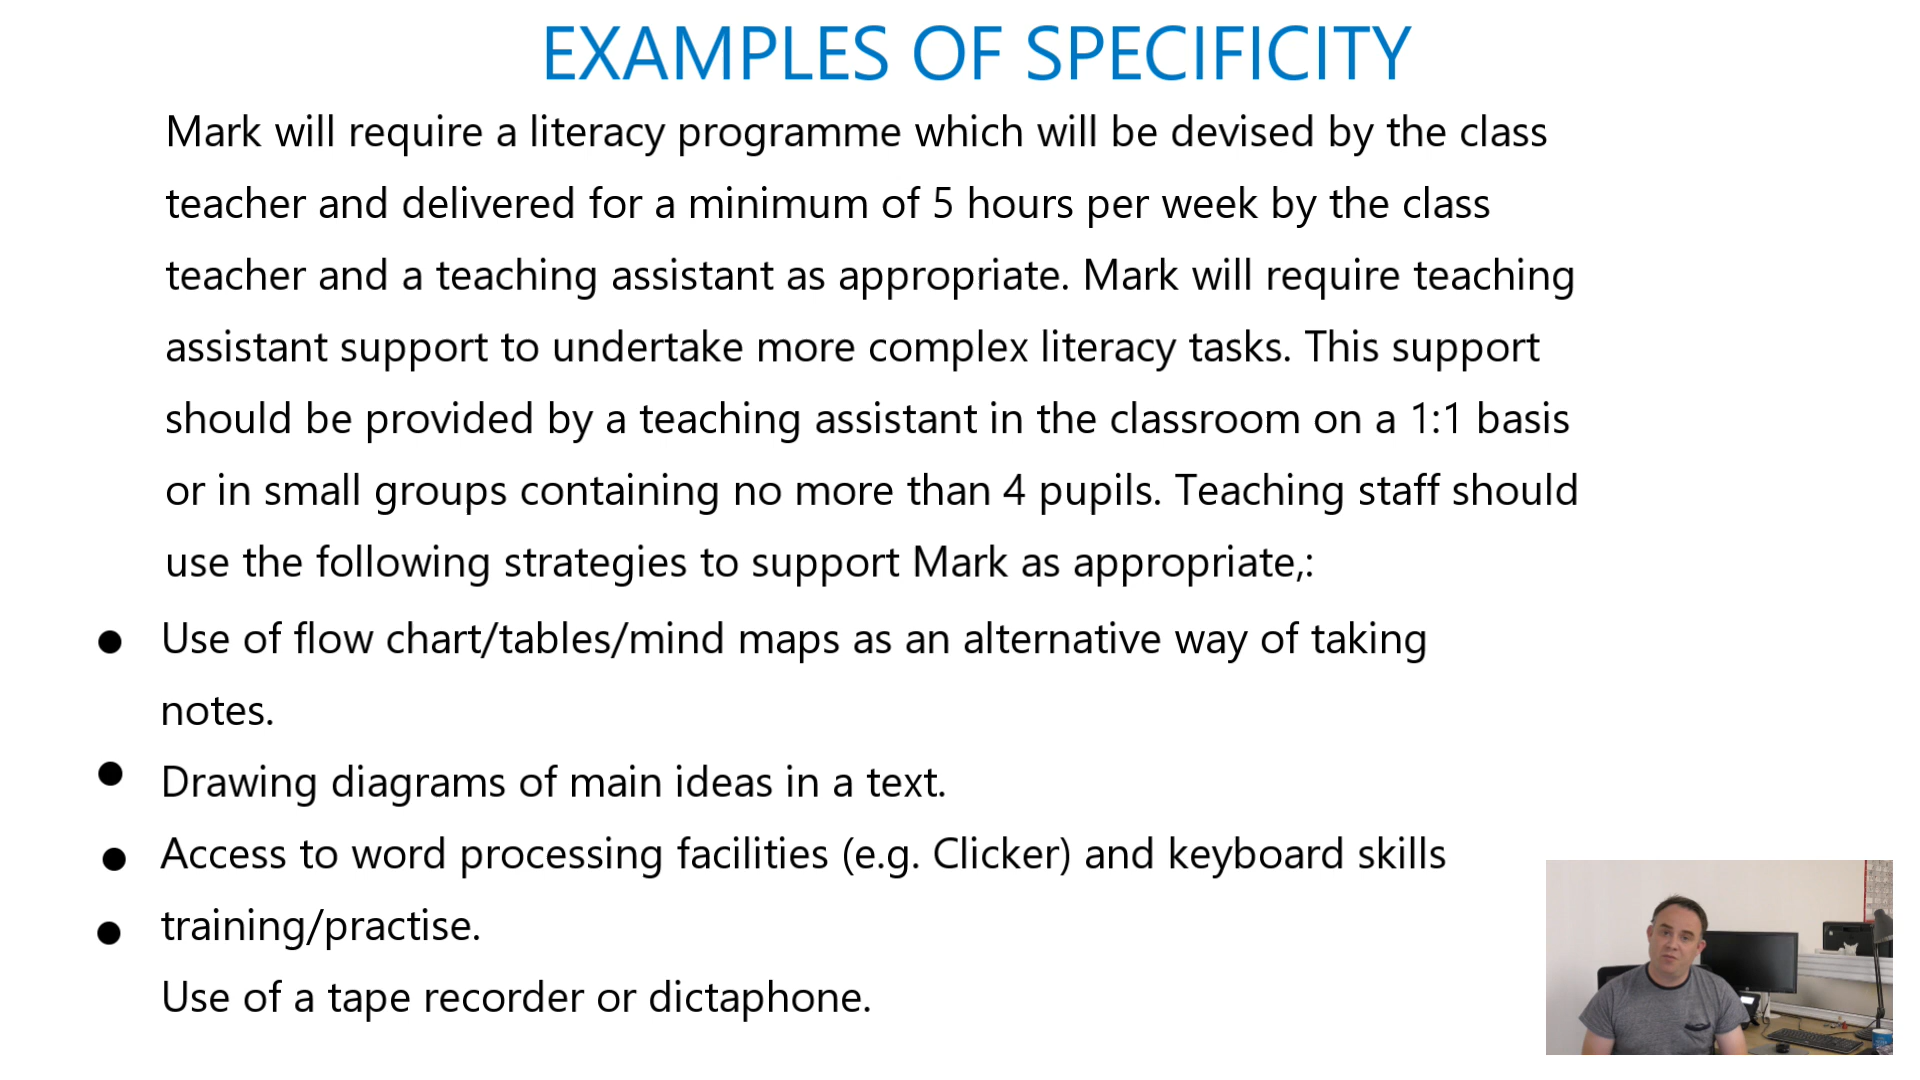 EXAMPLES OF SPECIFICITY
Mark will require a literacy programme which will be devised by the class
teacher and delivered for a minimum of 5 hours per week by the class
teacher and a teaching assistant as appropriate. Mark will require teaching
assistant support to undertake more complex literacy tasks. This support
should be provided by a teaching assistant in the classroom on a 1:1 basis
or in small groups containing no more than 4 pupils. Teaching staff should
use the following strategies to support Mark as appropriate,:
● Use of flow chart/tables/mind maps as an alternative way of taking
notes.
● Drawing diagrams of main ideas in a text.
● Access to word processing facilities (e.g. Clicker) and keyboard skills
● training/practise.
Use of a tape recorder or dictaphone.